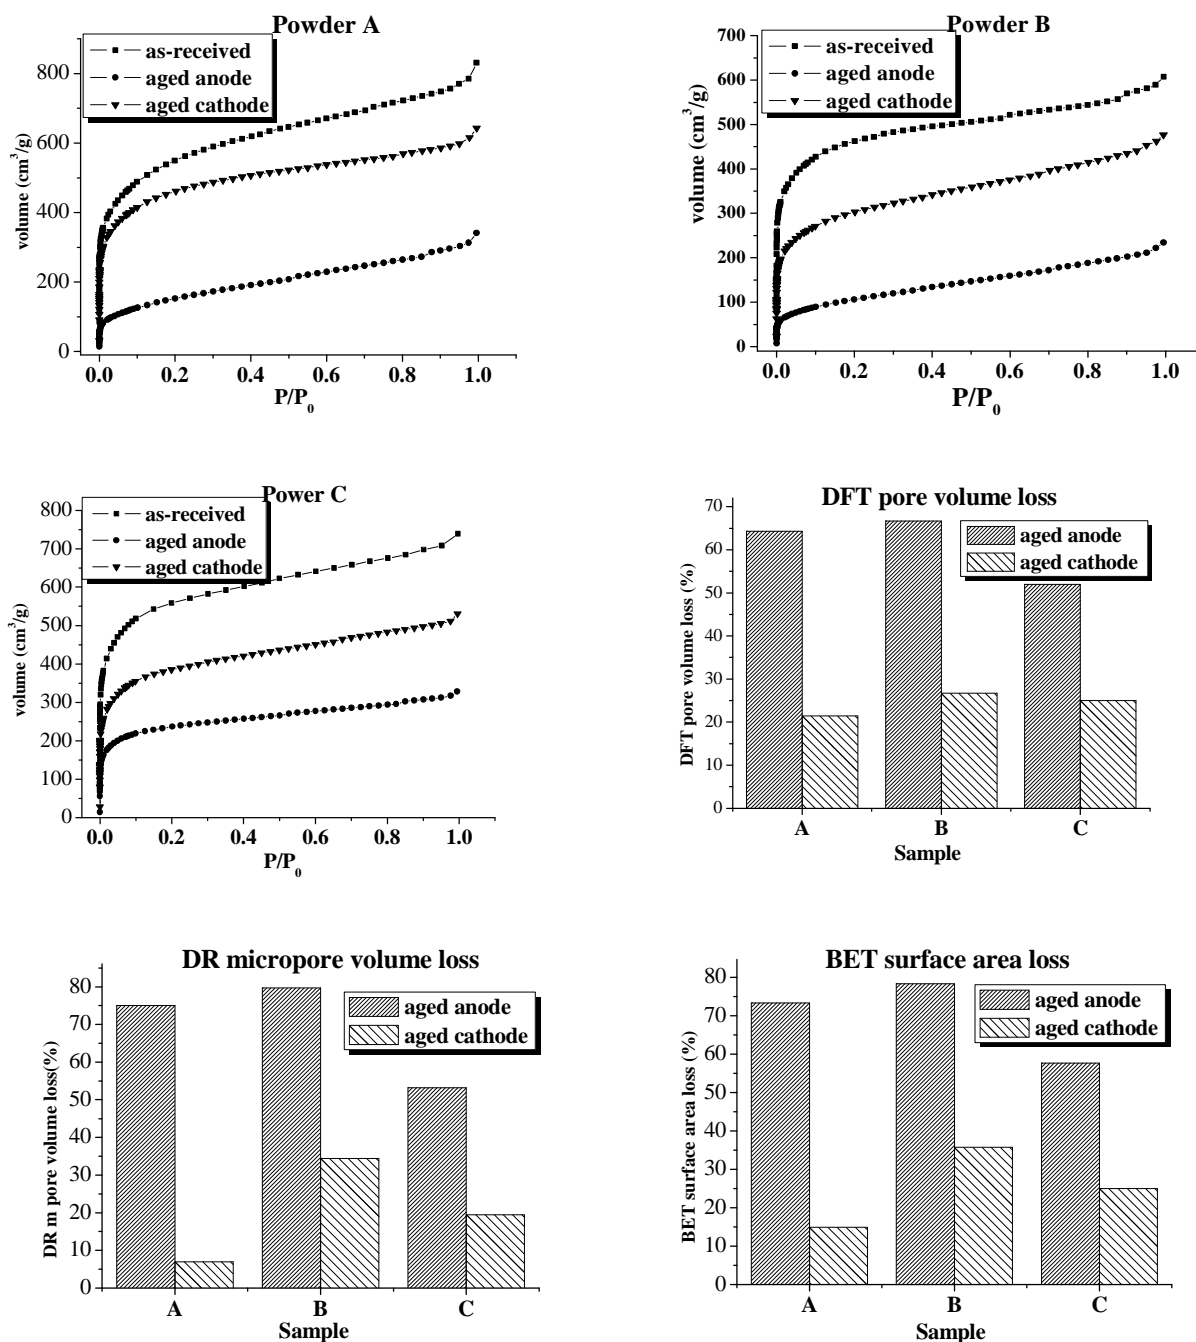 Powder A
as-received
aged anode
aged cathode
volume (cm³/g)
800
600
400
200
0
0.0 0.2 0.4 0.6 0.8 1.0
P/P₀
Powder B
as-received
aged anode
aged cathode
volume (cm³/g)
700
600
500
400
300
200
100
0
0.0 0.2 0.4 0.6 0.8 1.0
P/P₀
Power C
as-received
aged anode
aged cathode
volume (cm³/g)
800
700
600
500
400
300
200
100
0
0.0 0.2 0.4 0.6 0.8 1.0
P/P₀
DFT pore volume loss
aged anode
aged cathode
DFT pore volume loss (%)
70
60
50
40
30
20
10
0
A B C
Sample
DR micropore volume loss
aged anode
aged cathode
DR m pore volume loss(%)
80
70
60
50
40
30
20
10
0
A B C
Sample
BET surface area loss
aged anode
aged cathode
BET surface area loss (%)
80
70
60
50
40
30
20
10
0
A B C
Sample